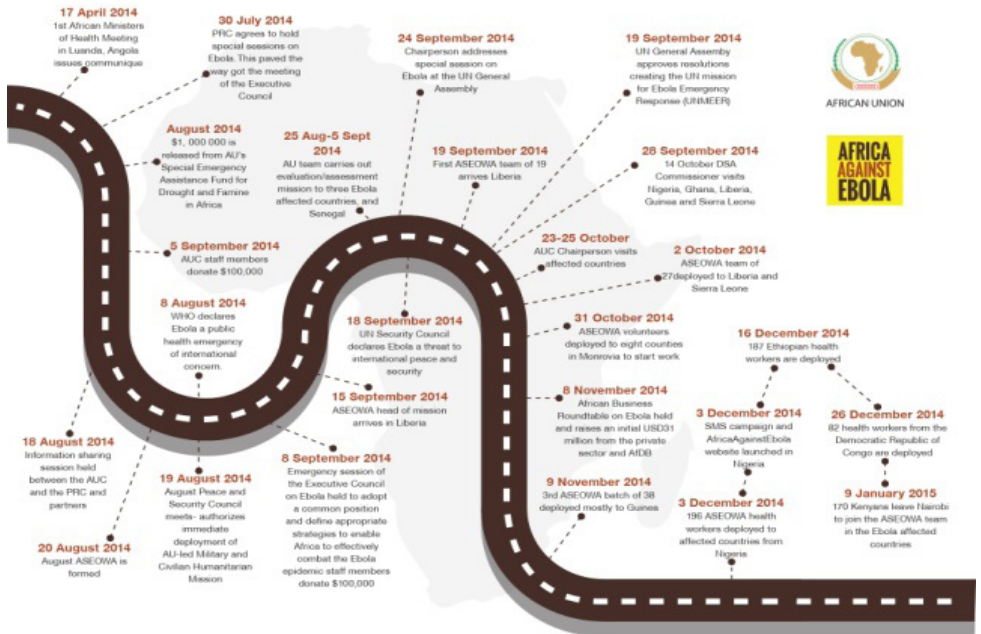 17 April 2014
1st African Ministers
of Health Meeting
in Luanda, Angola
issues communique
30 July 2014
PRC agrees to hold
special sessions on
Ebola. This paved the
way got the meeting
of the Executive
Council
24 September 2014
Chairperson addresses
special session on
Ebola at the UN General
Assembly
19 September 2014
UN General Assemby
approves resolutions
creating the UN mission
for Ebola Emergency
Response (UNMEER)
AFRICAN UNION
AFRICA
AGAINST
EBOLA
August 2014
$1, 000 000 is
released from AU's
Special Emergency
Assistance Fund for
Drought and Famine
in Africa
25 Aug-5 Sept
2014
AU team carries out
evaluation/assessment
mission to three Ebola
affected countries, and
Senegal
19 September 2014
First ASEOWA team of 19
arrives Liberia
28 September 2014
14 October DSA
Commissioner visits
Nigeria, Ghana, Liberia,
Guinea and Sierra Leone
5 September 2014
AUC staff members
donate $100,000
23-25 October
AUC Chairperson visits
affected countries
2 October 2014
ASEOWA team of
27deployed to Liberia and
Sierra Leone
8 August 2014
WHO declares
Ebola a public
health emergency
of international
concern.
18 September 2014
UN Security Council
declares Ebola a threat to
international peace and
security
31 October 2014
ASEOWA volunteers
deployed to eight counties
in Monrovia to start work
16 December 2014
187 Ethiopian health
workers are deployed
15 September 2014
ASEOWA head of mission
arrives in Liberia
8 November 2014
African Business
Roundtable on Ebola held
and raises an initial USD31
million from the private
sector and AfDB
3 December 2014
SMS campaign and
AfricaAgainstEbola
website launched in
Nigeria
26 December 2014
82 health workers from the
Democratic Republic of
Congo are deployed
18 August 2014
Information sharing
session held
between the AUC
and the PRC and
partners
19 August 2014
August Peace and
Security Council
meets- authorizes
immediate
deployment of
AU-led Military and
Civilian Humanitarian
Mission
8 September 2014
Emergency session of
the Executive Council
on Ebola held to adopt
a common position
and define appropriate
strategies to enable
Africa to effectively
combat the Ebola
epidemic staff members
donate $100,000
9 November 2014
3rd ASEOWA batch of 38
deployed mostly to Guinea
3 December 2014
196 ASEOW health
workers deployed to
affected countries from
Nigeria
9 January 2015
170 Kenyans leave Nairobi
to join the ASEOWA team
in the Ebola affected
countries
20 August 2014
August ASEOWA is
formed